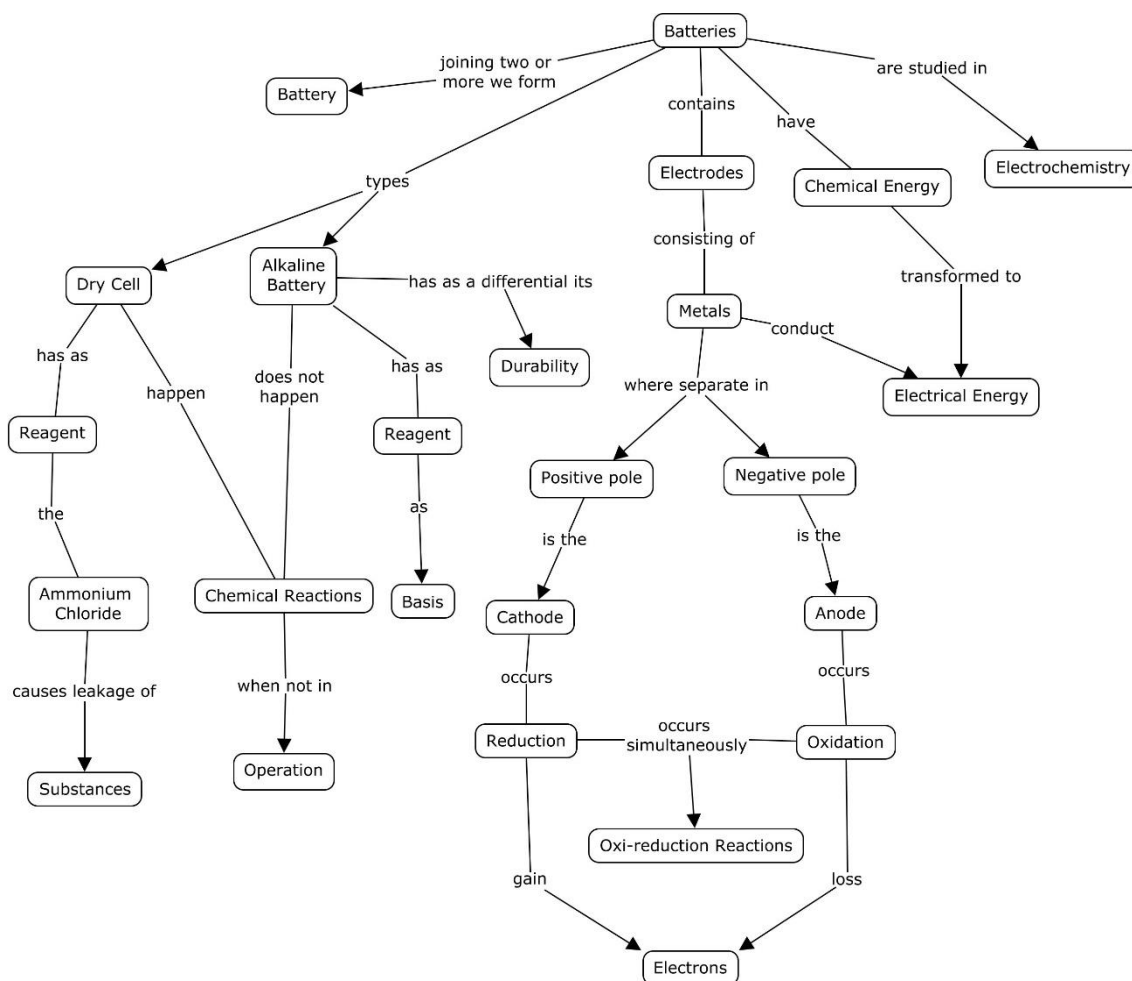 Batteries
joining two or
more we form
are studied in
Battery
contains
have
Electrochemistry
Electrodes
Chemical Energy
types
consisting of
Alkaline
Battery
Dry Cell
has as a differential its
transformed to
Metals
conduct
has as
does not
happen
has as
Durability
happen
where separate in
Electrical Energy
Reagent
Reagent
Positive pole
Negative pole
the
as
is the
is the
Ammonium
Chloride
Chemical Reactions
Basis
Cathode
Anode
causes leakage of
when not in
occurs
occurs
Reduction
occurs
simultaneously
Oxidation
Operation
Substances
Oxi-reduction Reactions
gain
loss
Electrons